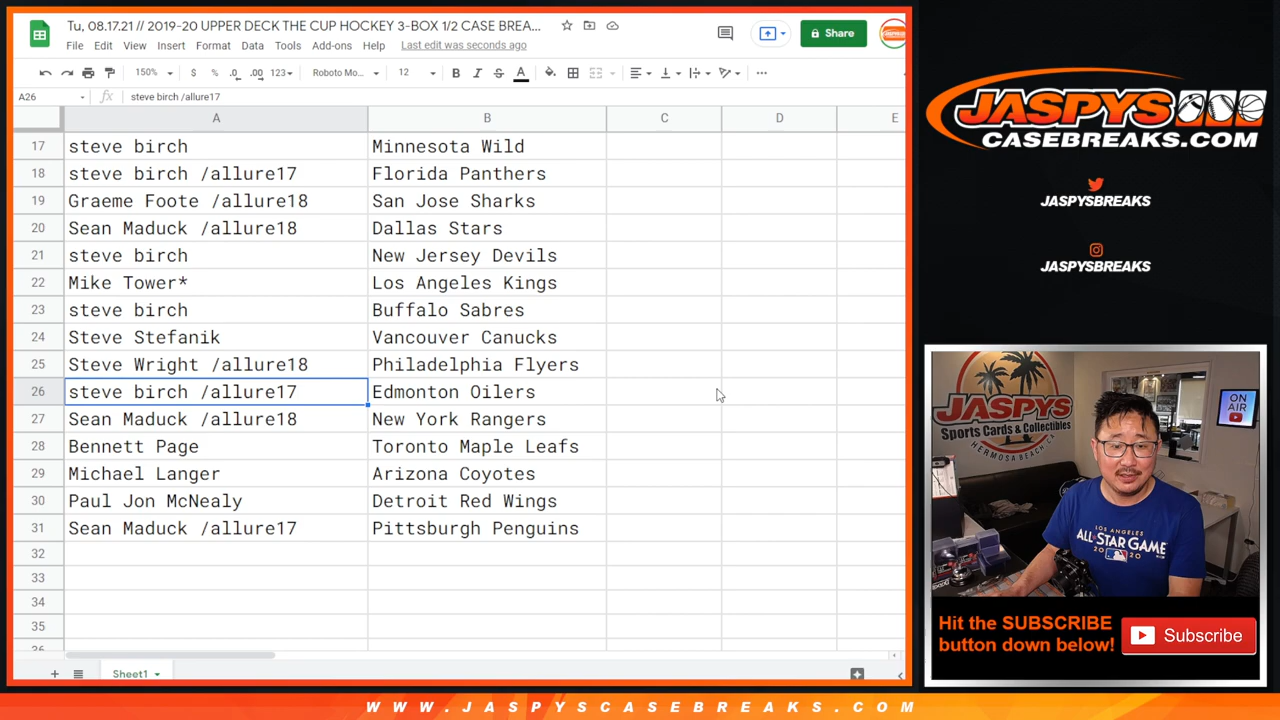 Tu, 08.17.21 // 2019-20 UPPER DECK THE CUP HOCKEY 3-BOX 1/2 CASE BREA...
File Edit View Insert Format Data Tools Add-ons Help Last edit was seconds ago
Share
150% $ % .0 .00 123 Roboto Mo... 12 B I S A
A26 fx steve birch /allure17
A B C D E
17 steve birch Minnesota Wild
18 steve birch /allure17 Florida Panthers
19 Graeme Foote /allure18 San Jose Sharks
20 Sean Maduck /allure18 Dallas Stars
21 steve birch New Jersey Devils
22 Mike Tower* Los Angeles Kings
23 steve birch Buffalo Sabres
24 Steve Stefanik Vancouver Canucks
25 Steve Wright /allure18 Philadelphia Flyers
26 steve birch /allure17 Edmonton Oilers
27 Sean Maduck /allure18 New York Rangers
28 Bennett Page Toronto Maple Leafs
29 Michael Langer Arizona Coyotes
30 Paul Jon McNealy Detroit Red Wings
31 Sean Maduck /allure17 Pittsburgh Penguins
32
33
34
35
36
Sheet1
JASPYS
CASEBREAKS.COM
JASPYSBREAKS
JASPYSBREAKS
JASPYS
Sports Cards & Collectibles
HERMOSA BEACH, CA
ON AIR
LOS ANGELES
ALL-STAR GAME
2020
Hit the SUBSCRIBE
button down below!
Subscribe
WWW.JASPYSCASEBREAKS.COM